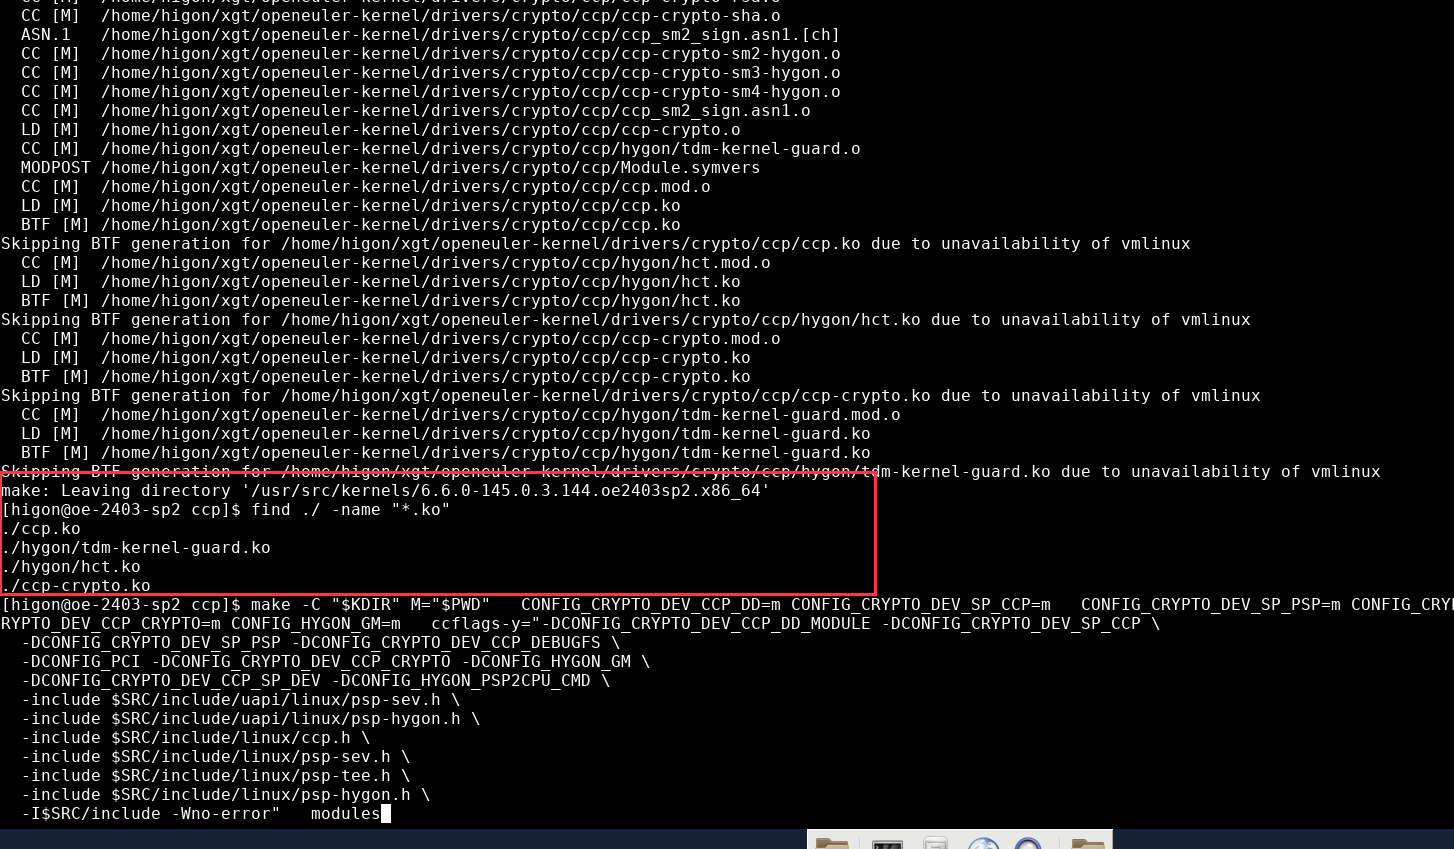 CC [M]  /home/higon/xgt/openeuler-kernel/drivers/crypto/ccp/ccp-crypto-sha.o
ASN.1   /home/higon/xgt/openeuler-kernel/drivers/crypto/ccp/ccp_sm2_sign.asn1.[ch]
CC [M]  /home/higon/xgt/openeuler-kernel/drivers/crypto/ccp/ccp-crypto-sm2-hygon.o
CC [M]  /home/higon/xgt/openeuler-kernel/drivers/crypto/ccp/ccp-crypto-sm3-hygon.o
CC [M]  /home/higon/xgt/openeuler-kernel/drivers/crypto/ccp/ccp-crypto-sm4-hygon.o
CC [M]  /home/higon/xgt/openeuler-kernel/drivers/crypto/ccp/ccp_sm2_sign.asn1.o
LD [M]  /home/higon/xgt/openeuler-kernel/drivers/crypto/ccp/ccp-crypto.o
CC [M]  /home/higon/xgt/openeuler-kernel/drivers/crypto/ccp/hygon/tdm-kernel-guard.o
MODPOST /home/higon/xgt/openeuler-kernel/drivers/crypto/ccp/Module.symvers
CC [M]  /home/higon/xgt/openeuler-kernel/drivers/crypto/ccp/ccp.mod.o
LD [M]  /home/higon/xgt/openeuler-kernel/drivers/crypto/ccp/ccp.ko
BTF [M] /home/higon/xgt/openeuler-kernel/drivers/crypto/ccp/ccp.ko
Skipping BTF generation for /home/higon/xgt/openeuler-kernel/drivers/crypto/ccp/ccp.ko due to unavailability of vmlinux
CC [M]  /home/higon/xgt/openeuler-kernel/drivers/crypto/ccp/hygon/hct.mod.o
LD [M]  /home/higon/xgt/openeuler-kernel/drivers/crypto/ccp/hygon/hct.ko
BTF [M] /home/higon/xgt/openeuler-kernel/drivers/crypto/ccp/hygon/hct.ko
Skipping BTF generation for /home/higon/xgt/openeuler-kernel/drivers/crypto/ccp/hygon/hct.ko due to unavailability of vmlinux
CC [M]  /home/higon/xgt/openeuler-kernel/drivers/crypto/ccp/ccp-crypto.mod.o
LD [M]  /home/higon/xgt/openeuler-kernel/drivers/crypto/ccp/ccp-crypto.ko
BTF [M] /home/higon/xgt/openeuler-kernel/drivers/crypto/ccp/ccp-crypto.ko
Skipping BTF generation for /home/higon/xgt/openeuler-kernel/drivers/crypto/ccp/ccp-crypto.ko due to unavailability of vmlinux
CC [M]  /home/higon/xgt/openeuler-kernel/drivers/crypto/ccp/hygon/tdm-kernel-guard.mod.o
LD [M]  /home/higon/xgt/openeuler-kernel/drivers/crypto/ccp/hygon/tdm-kernel-guard.ko
BTF [M] /home/higon/xgt/openeuler-kernel/drivers/crypto/ccp/hygon/tdm-kernel-guard.ko
Skipping BTF generation for /home/higon/xgt/openeuler-kernel/drivers/crypto/ccp/hygon/tdm-kernel-guard.ko due to unavailability of vmlinux
make: Leaving directory '/usr/src/kernels/6.6.0-145.0.3.144.oe2403sp2.x86_64'
[higon@oe-2403-sp2 ccp]$ find ./ -name "*.ko"
./ccp.ko
./hygon/tdm-kernel-guard.ko
./hygon/hct.ko
./ccp-crypto.ko
[higon@oe-2403-sp2 ccp]$ make -C "$KDIR" M="$PWD"   CONFIG_CRYPTO_DEV_CCP_DD=m CONFIG_CRYPTO_DEV_SP_CCP=m   CONFIG_CRYPTO_DEV_SP_PSP=m CONFIG_CRY
RYPTO_DEV_CCP_CRYPTO=m CONFIG_HYGON_GM=m   ccflags-y="-DCONFIG_CRYPTO_DEV_CCP_DD_MODULE -DCONFIG_CRYPTO_DEV_SP_CCP \
-DCONFIG_CRYPTO_DEV_SP_PSP -DCONFIG_CRYPTO_DEV_CCP_DEBUGFS \
-DCONFIG_PCI -DCONFIG_CRYPTO_DEV_CCP_CRYPTO -DCONFIG_HYGON_GM \
-DCONFIG_CRYPTO_DEV_CCP_SP_DEV -DCONFIG_HYGON_PSP2CPU_CMD \
-include $SRC/include/uapi/linux/psp-sev.h \
-include $SRC/include/uapi/linux/psp-hygon.h \
-include $SRC/include/linux/ccp.h \
-include $SRC/include/linux/psp-sev.h \
-include $SRC/include/linux/psp-tee.h \
-include $SRC/include/linux/psp-hygon.h \
-I$SRC/include -Wno-error"   modules